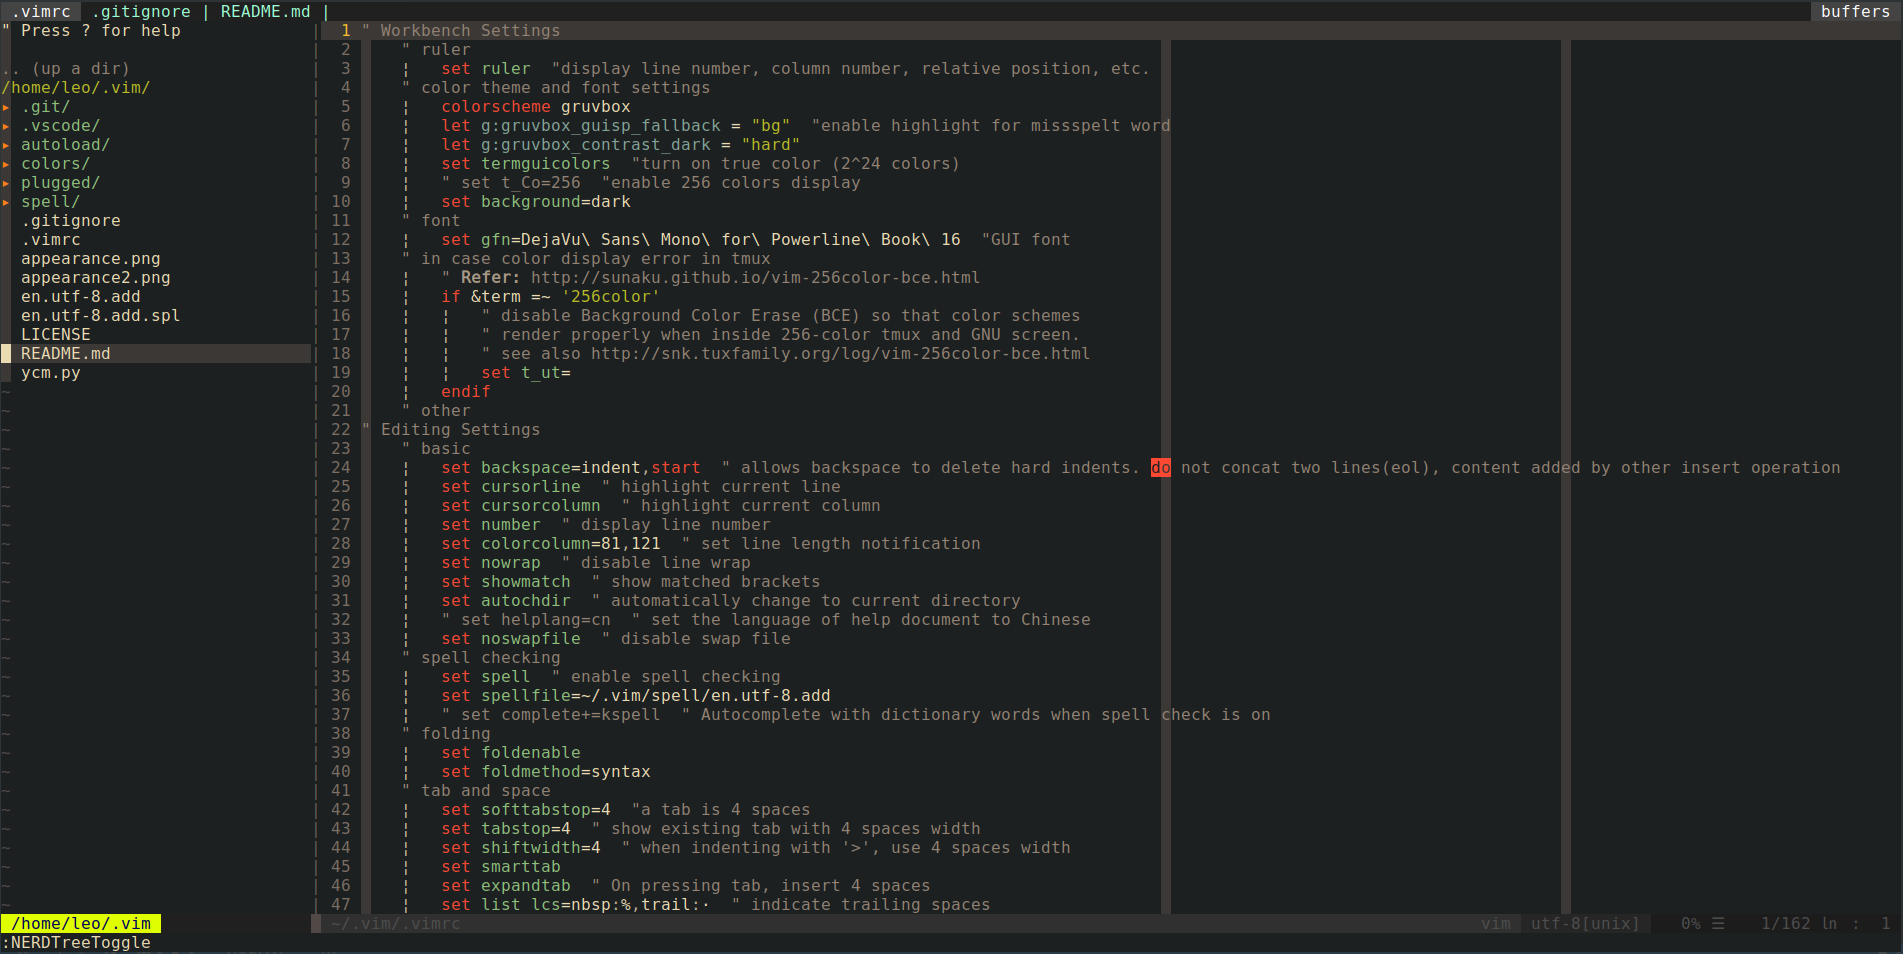 .vimrc  .gitignore | README.md |  buffers
" Press ? for help
.. (up a dir)
/home/leo/.vim/
▸ .git/
▸ .vscode/
▸ autoload/
▸ colors/
▸ plugged/
▸ spell/
.gitignore
.vimrc
appearance.png
appearance2.png
en.utf-8.add
en.utf-8.add.spl
LICENSE
README.md
ycm.py
1 " Workbench Settings
2     " ruler
3     ¦   set ruler  "display line number, column number, relative position, etc.
4     " color theme and font settings
5     ¦   colorscheme gruvbox
6     ¦   let g:gruvbox_guisp_fallback = "bg"  "enable highlight for missspelt word
7     ¦   let g:gruvbox_contrast_dark = "hard"
8     ¦   set termguicolors  "turn on true color (2^24 colors)
9     ¦   " set t_Co=256  "enable 256 colors display
10     ¦   set background=dark
11     " font
12     ¦   set gfn=DejaVu\ Sans\ Mono\ for\ Powerline\ Book\ 16  "GUI font
13     " in case color display error in tmux
14     ¦   " Refer: http://sunaku.github.io/vim-256color-bce.html
15     ¦   if &term =~ '256color'
16     ¦   ¦   " disable Background Color Erase (BCE) so that color schemes
17     ¦   ¦   " render properly when inside 256-color tmux and GNU screen.
18     ¦   ¦   " see also http://snk.tuxfamily.org/log/vim-256color-bce.html
19     ¦   ¦   set t_ut=
20     ¦   endif
21     " other
22 " Editing Settings
23     " basic
24     ¦   set backspace=indent,start  " allows backspace to delete hard indents. do not concat two lines(eol), content added by other insert operation
25     ¦   set cursorline  " highlight current line
26     ¦   set cursorcolumn  " highlight current column
27     ¦   set number  " display line number
28     ¦   set colorcolumn=81,121  " set line length notification
29     ¦   set nowrap  " disable line wrap
30     ¦   set showmatch  " show matched brackets
31     ¦   set autochdir  " automatically change to current directory
32     ¦   " set helplang=cn  " set the language of help document to Chinese
33     ¦   set noswapfile  " disable swap file
34     " spell checking
35     ¦   set spell  " enable spell checking
36     ¦   set spellfile=~/.vim/spell/en.utf-8.add
37     ¦   " set complete+=kspell  " Autocomplete with dictionary words when spell check is on
38     " folding
39     ¦   set foldenable
40     ¦   set foldmethod=syntax
41     " tab and space
42     ¦   set softtabstop=4  "a tab is 4 spaces
43     ¦   set tabstop=4  " show existing tab with 4 spaces width
44     ¦   set shiftwidth=4  " when indenting with '>', use 4 spaces width
45     ¦   set smarttab
46     ¦   set expandtab  " On pressing tab, insert 4 spaces
47     ¦   set list lcs=nbsp:%,trail:·  " indicate trailing spaces
/home/leo/.vim  ~/.vim/.vimrc  vim  utf-8[unix]  0% ☰  1/162 ln :  1
:NERDTreeToggle